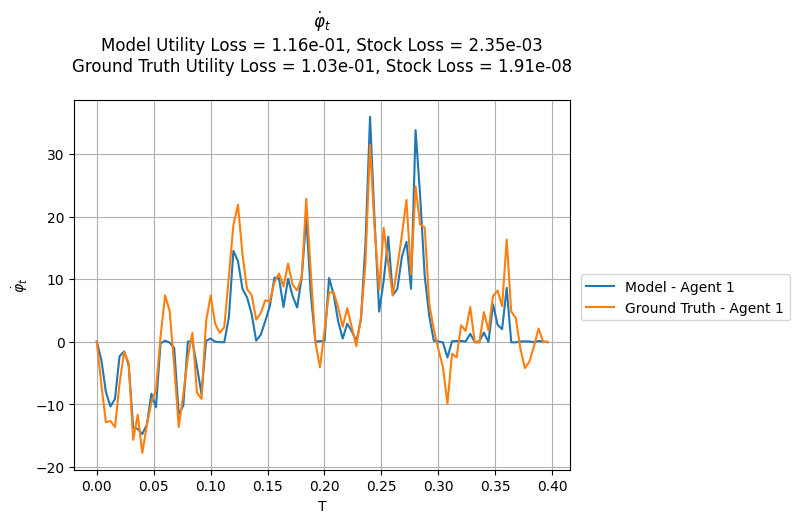 φ̇ₜ
Model Utility Loss = 1.16e-01, Stock Loss = 2.35e-03
Ground Truth Utility Loss = 1.03e-01, Stock Loss = 1.91e-08
30
20
10
0
−10
−20
φ̇ₜ
0.00 0.05 0.10 0.15 0.20 0.25 0.30 0.35 0.40
T
Model - Agent 1
Ground Truth - Agent 1